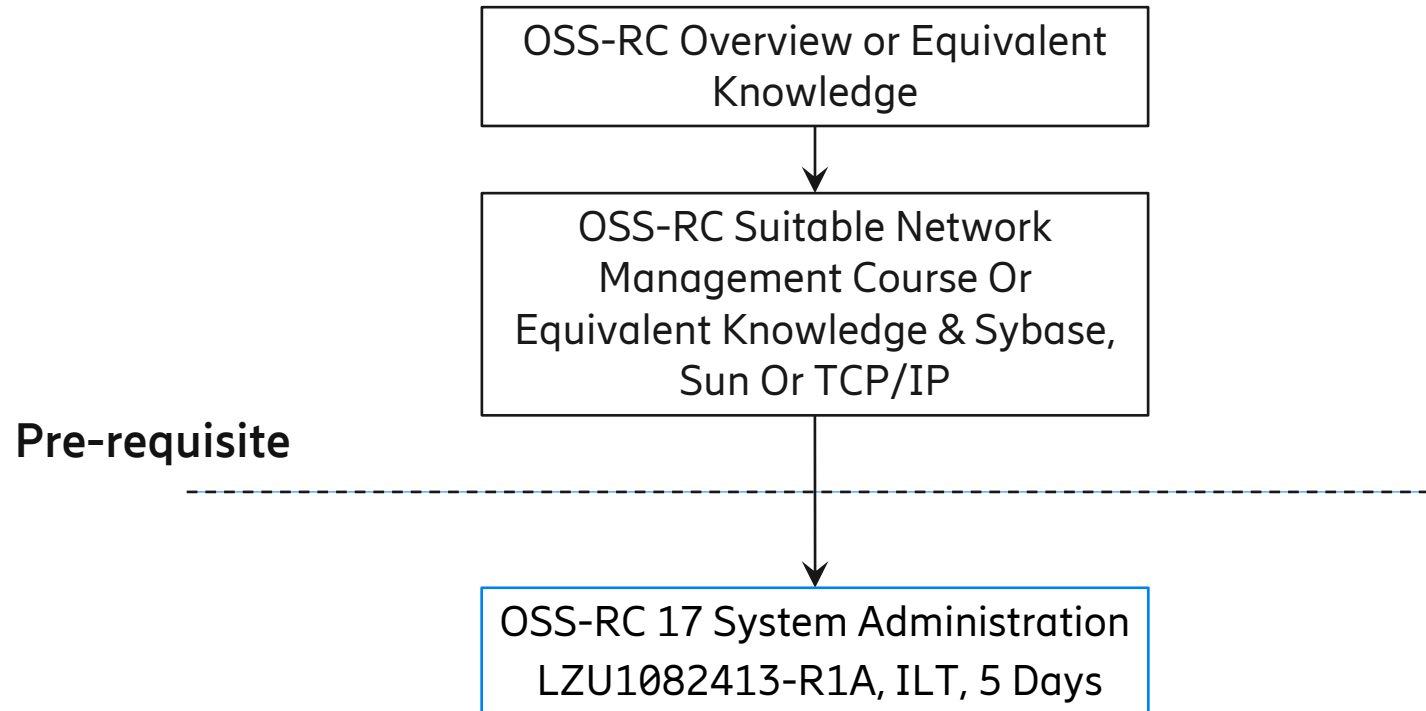 OSS-RC Overview or Equivalent
Knowledge
OSS-RC Suitable Network
Management Course Or
Equivalent Knowledge & Sybase,
Sun Or TCP/IP
Pre-requisite
OSS-RC 17 System Administration
LZU1082413-R1A, ILT, 5 Days